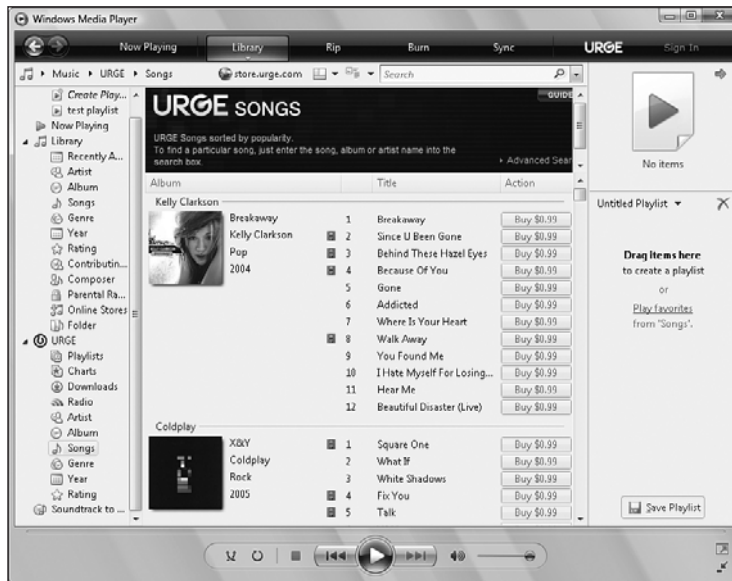 Windows Media Player
Now Playing Library Rip Burn Sync URGE Sign In
Music URGE Songs store.urge.com Search
Create Play...
test playlist
Now Playing
Library
Recently A...
Artist
Album
Songs
Genre
Year
Rating
Contributin...
Composer
Parental Ra...
Online Stores
Folder
URGE
Playlists
Charts
Downloads
Radio
Artist
Album
Songs
Genre
Year
Rating
Soundtrack to ...
GUIDE
URGE SONGS
URGE Songs sorted by popularity.
To find a particular song, just enter the song, album or artist name into the
search box.
Advanced Sear
Album Title Action
Kelly Clarkson
Breakaway
Kelly Clarkson
Pop
2004
1 Breakaway Buy $0.99
2 Since U Been Gone Buy $0.99
3 Behind These Hazel Eyes Buy $0.99
4 Because Of You Buy $0.99
5 Gone Buy $0.99
6 Addicted Buy $0.99
7 Where Is Your Heart Buy $0.99
8 Walk Away Buy $0.99
9 You Found Me Buy $0.99
10 I Hate Myself For Losing... Buy $0.99
11 Hear Me Buy $0.99
12 Beautiful Disaster (Live) Buy $0.99
Coldplay
X&Y
Coldplay
Rock
2005
1 Square One Buy $0.99
2 What If Buy $0.99
3 White Shadows Buy $0.99
4 Fix You Buy $0.99
5 Talk Buy $0.99
No items
Untitled Playlist
Drag Items here
to create a playlist
or
Play favorites
from "Songs".
Save Playlist